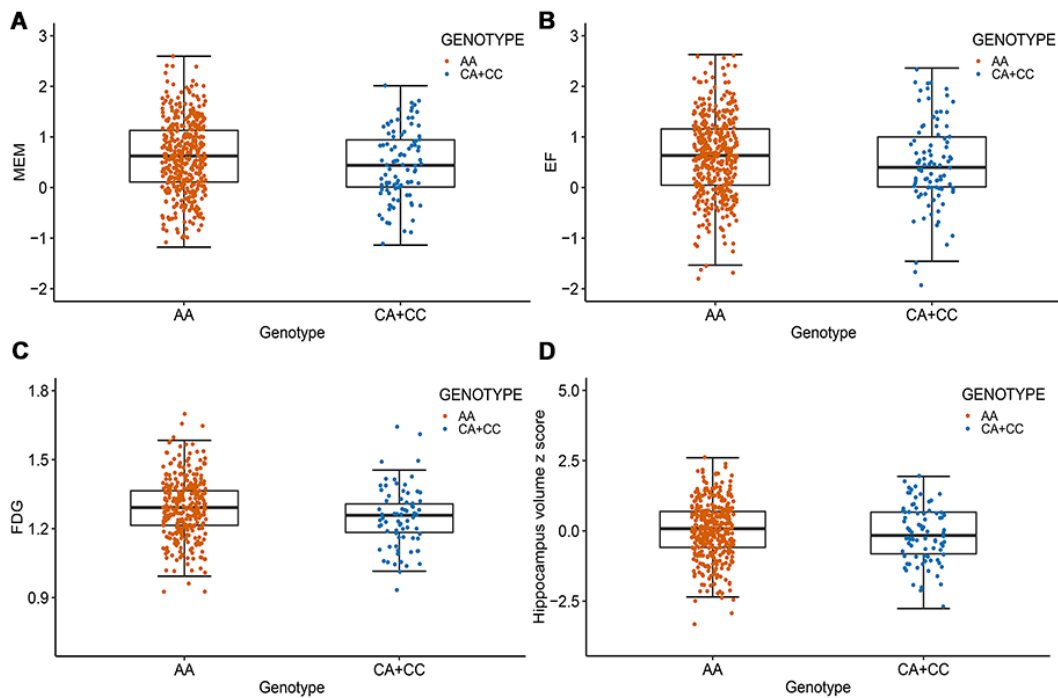 A
GENOTYPE
AA
CA+CC
3
2
1
0
−1
−2
MEM
AA
CA+CC
Genotype
B
GENOTYPE
AA
CA+CC
3
2
1
0
−1
−2
EF
AA
CA+CC
Genotype
C
GENOTYPE
AA
CA+CC
1.8
1.5
1.2
0.9
FDG
AA
CA+CC
Genotype
D
GENOTYPE
AA
CA+CC
5.0
2.5
0.0
−2.5
Hippocampus volume z score
AA
CA+CC
Genotype